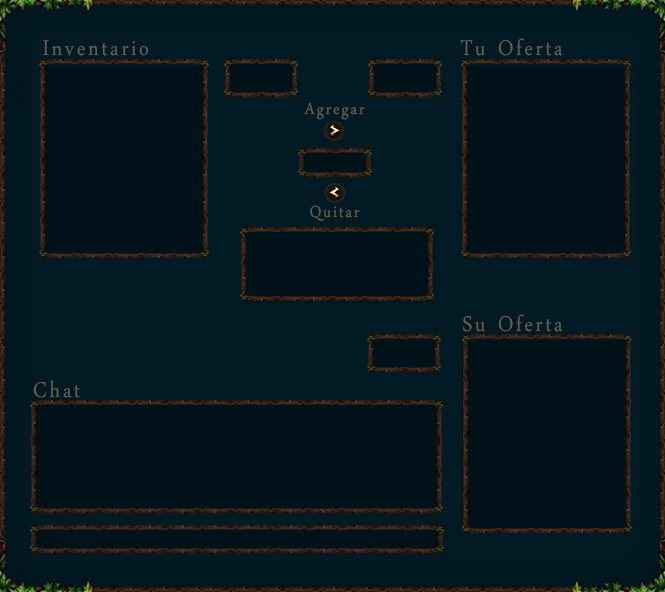 Inventario
Tu Oferta
Agregar
Quitar
Su Oferta
Chat